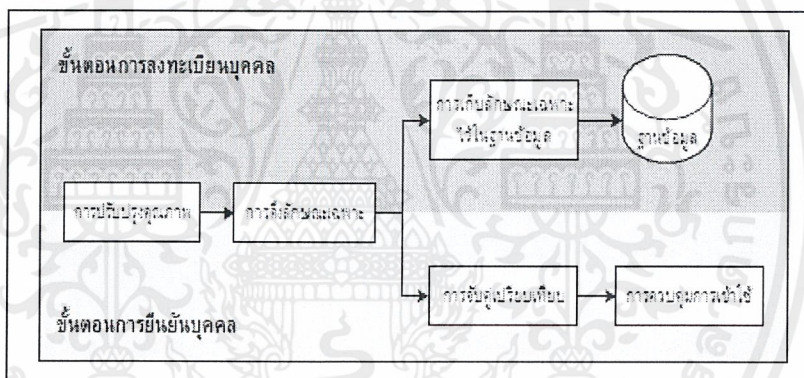 ขั้นตอนการลงทะเบียนบุคคล
การเก็บลักษณะเฉพาะ
ไว้ในฐานข้อมูล
ฐานข้อมูล
การปรับปรุงคุณภาพ
การดึงลักษณะเฉพาะ
การจับคู่เปรียบเทียบ
การควบคุมการเข้าใช้
ขั้นตอนการยืนยันบุคคล